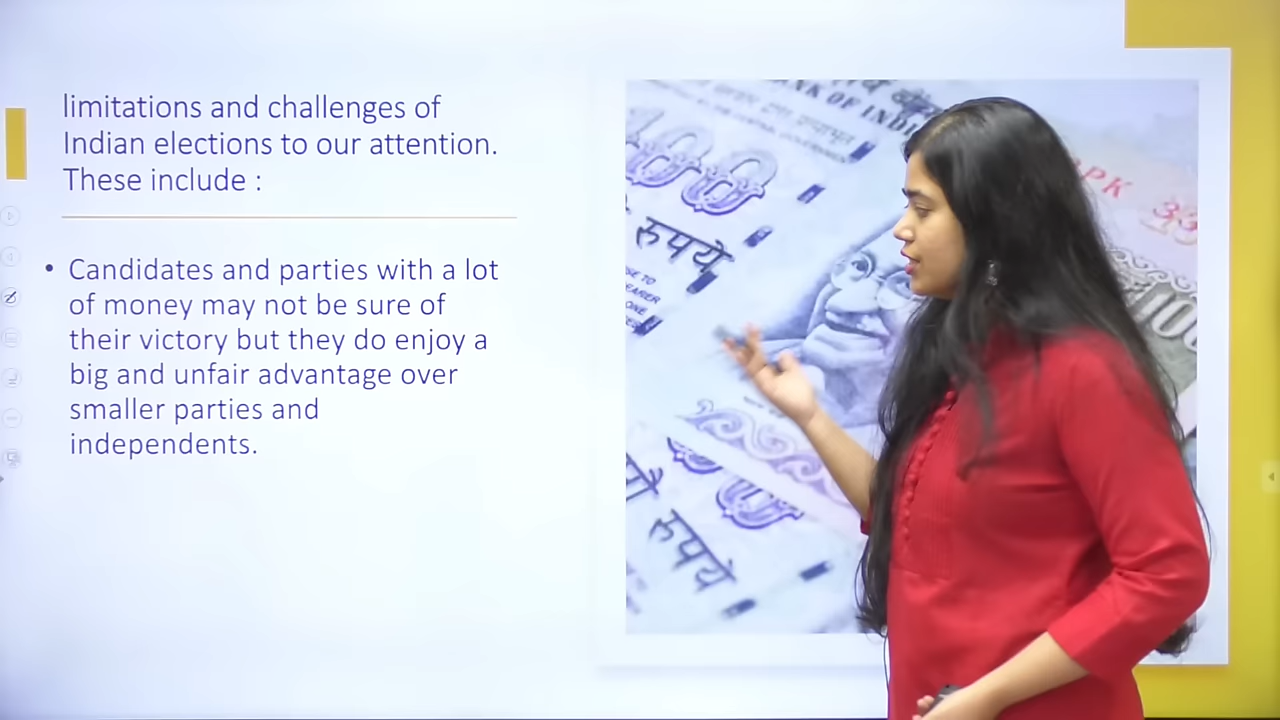 limitations and challenges of
Indian elections to our attention.
These include :
• Candidates and parties with a lot
of money may not be sure of
their victory but they do enjoy a
big and unfair advantage over
smaller parties and
independents.
100
रुपये
रुपये